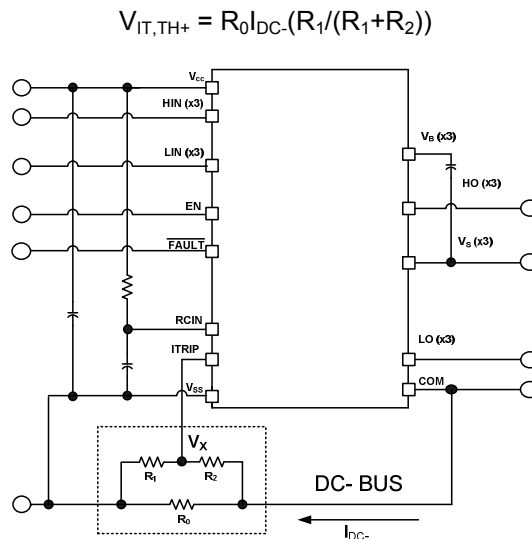 V_IT,TH+ = R_0I_DC-(R_1/(R_1+R_2))
V_cc
HIN (x3)
LIN (x3)
EN
FAULT
RCIN
ITRIP
V_SS
V_B (x3)
HO (x3)
V_S (x3)
LO (x3)
COM
V_X
R_1
R_2
R_0
DC- BUS
I_DC-